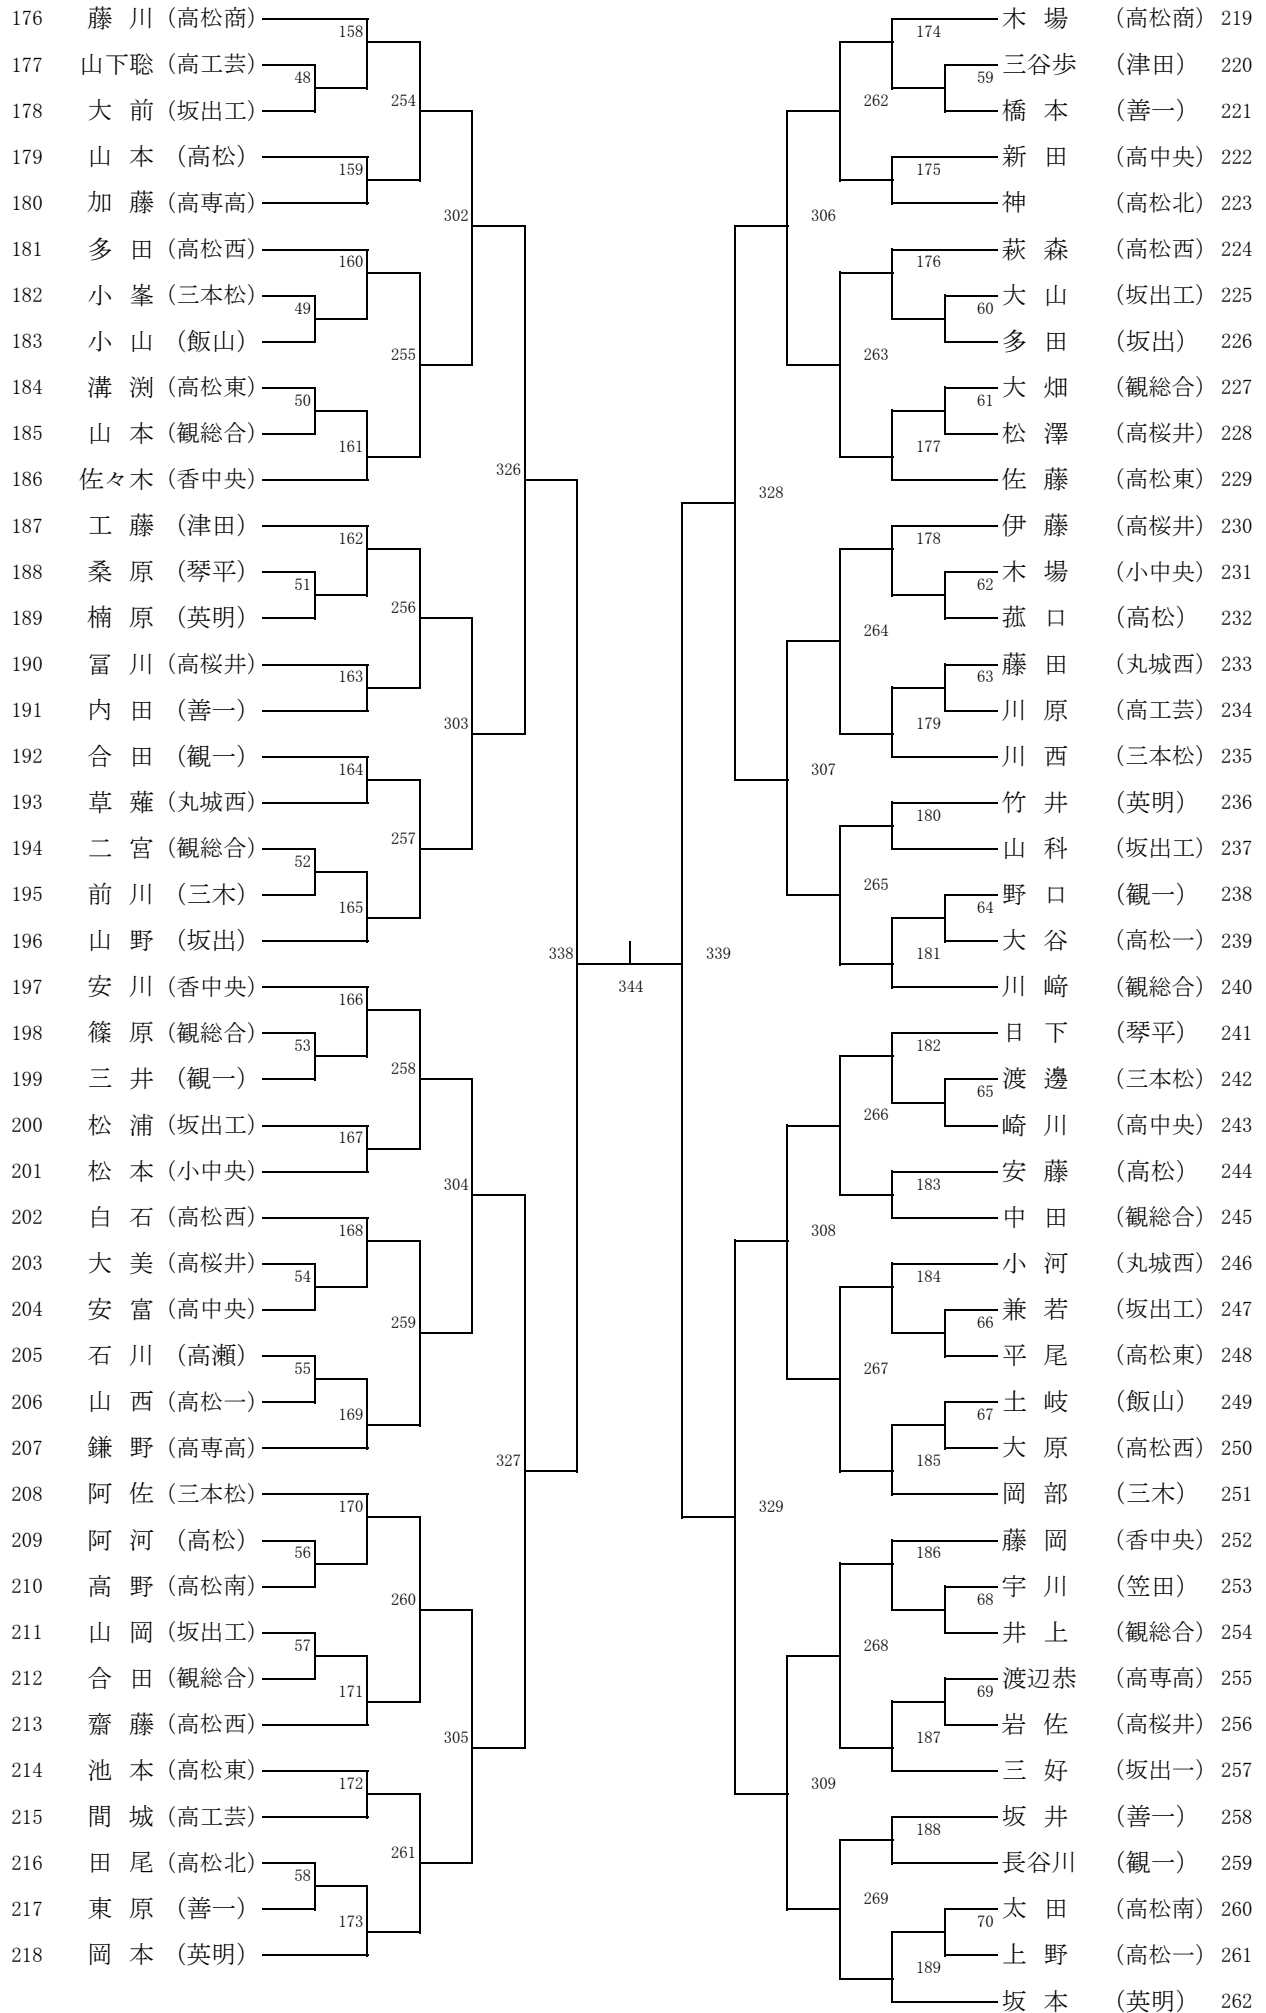 176 藤川 (高松商)
158
177 山下聡 (高工芸)
48
178 大前 (坂出工)
254
179 山本 (高松)
159
180 加藤 (高専高)
302
181 多田 (高松西)
160
182 小峯 (三本松)
49
183 小山 (飯山)
255
184 溝渕 (高松東)
50
185 山本 (観総合)
161
186 佐々木 (香中央)
326
187 工藤 (津田)
162
188 桑原 (琴平)
51
189 楠原 (英明)
256
190 冨川 (高桜井)
163
191 内田 (善一)
303
192 合田 (観一)
164
193 草薙 (丸城西)
257
194 二宮 (観総合)
52
195 前川 (三木)
165
196 山野 (坂出)
338
197 安川 (香中央)
166
198 篠原 (観総合)
53
199 三井 (観一)
258
200 松浦 (坂出工)
167
201 松本 (小中央)
304
202 白石 (高松西)
168
203 大美 (高桜井)
54
204 安富 (高中央)
259
205 石川 (高瀬)
55
206 山西 (高松一)
169
207 鎌野 (高専高)
327
208 阿佐 (三本松)
170
209 阿河 (高松)
56
210 高野 (高松南)
260
211 山岡 (坂出工)
57
212 合田 (観総合)
171
213 齋藤 (高松西)
305
214 池本 (高松東)
172
215 間城 (高工芸)
261
216 田尾 (高松北)
58
217 東原 (善一)
173
218 岡本 (英明)
344
木場 (高松商) 219
174
三谷歩 (津田) 220
59
橋本 (善一) 221
262
新田 (高中央) 222
175
神 (高松北) 223
306
萩森 (高松西) 224
176
大山 (坂出工) 225
60
多田 (坂出) 226
263
大畑 (観総合) 227
61
松澤 (高桜井) 228
177
佐藤 (高松東) 229
328
伊藤 (高桜井) 230
178
木場 (小中央) 231
62
菰口 (高松) 232
264
藤田 (丸城西) 233
63
川原 (高工芸) 234
179
川西 (三本松) 235
307
竹井 (英明) 236
180
山科 (坂出工) 237
265
野口 (観一) 238
64
大谷 (高松一) 239
181
339
川﨑 (観総合) 240
日下 (琴平) 241
182
渡邊 (三本松) 242
65
崎川 (高中央) 243
266
安藤 (高松) 244
183
中田 (観総合) 245
308
小河 (丸城西) 246
184
兼若 (坂出工) 247
66
平尾 (高松東) 248
267
土岐 (飯山) 249
67
大原 (高松西) 250
185
岡部 (三木) 251
329
藤岡 (香中央) 252
186
宇川 (笠田) 253
68
井上 (観総合) 254
268
渡辺恭 (高専高) 255
69
岩佐 (高桜井) 256
187
三好 (坂出一) 257
309
坂井 (善一) 258
188
長谷川 (観一) 259
269
太田 (高松南) 260
70
上野 (高松一) 261
189
坂本 (英明) 262